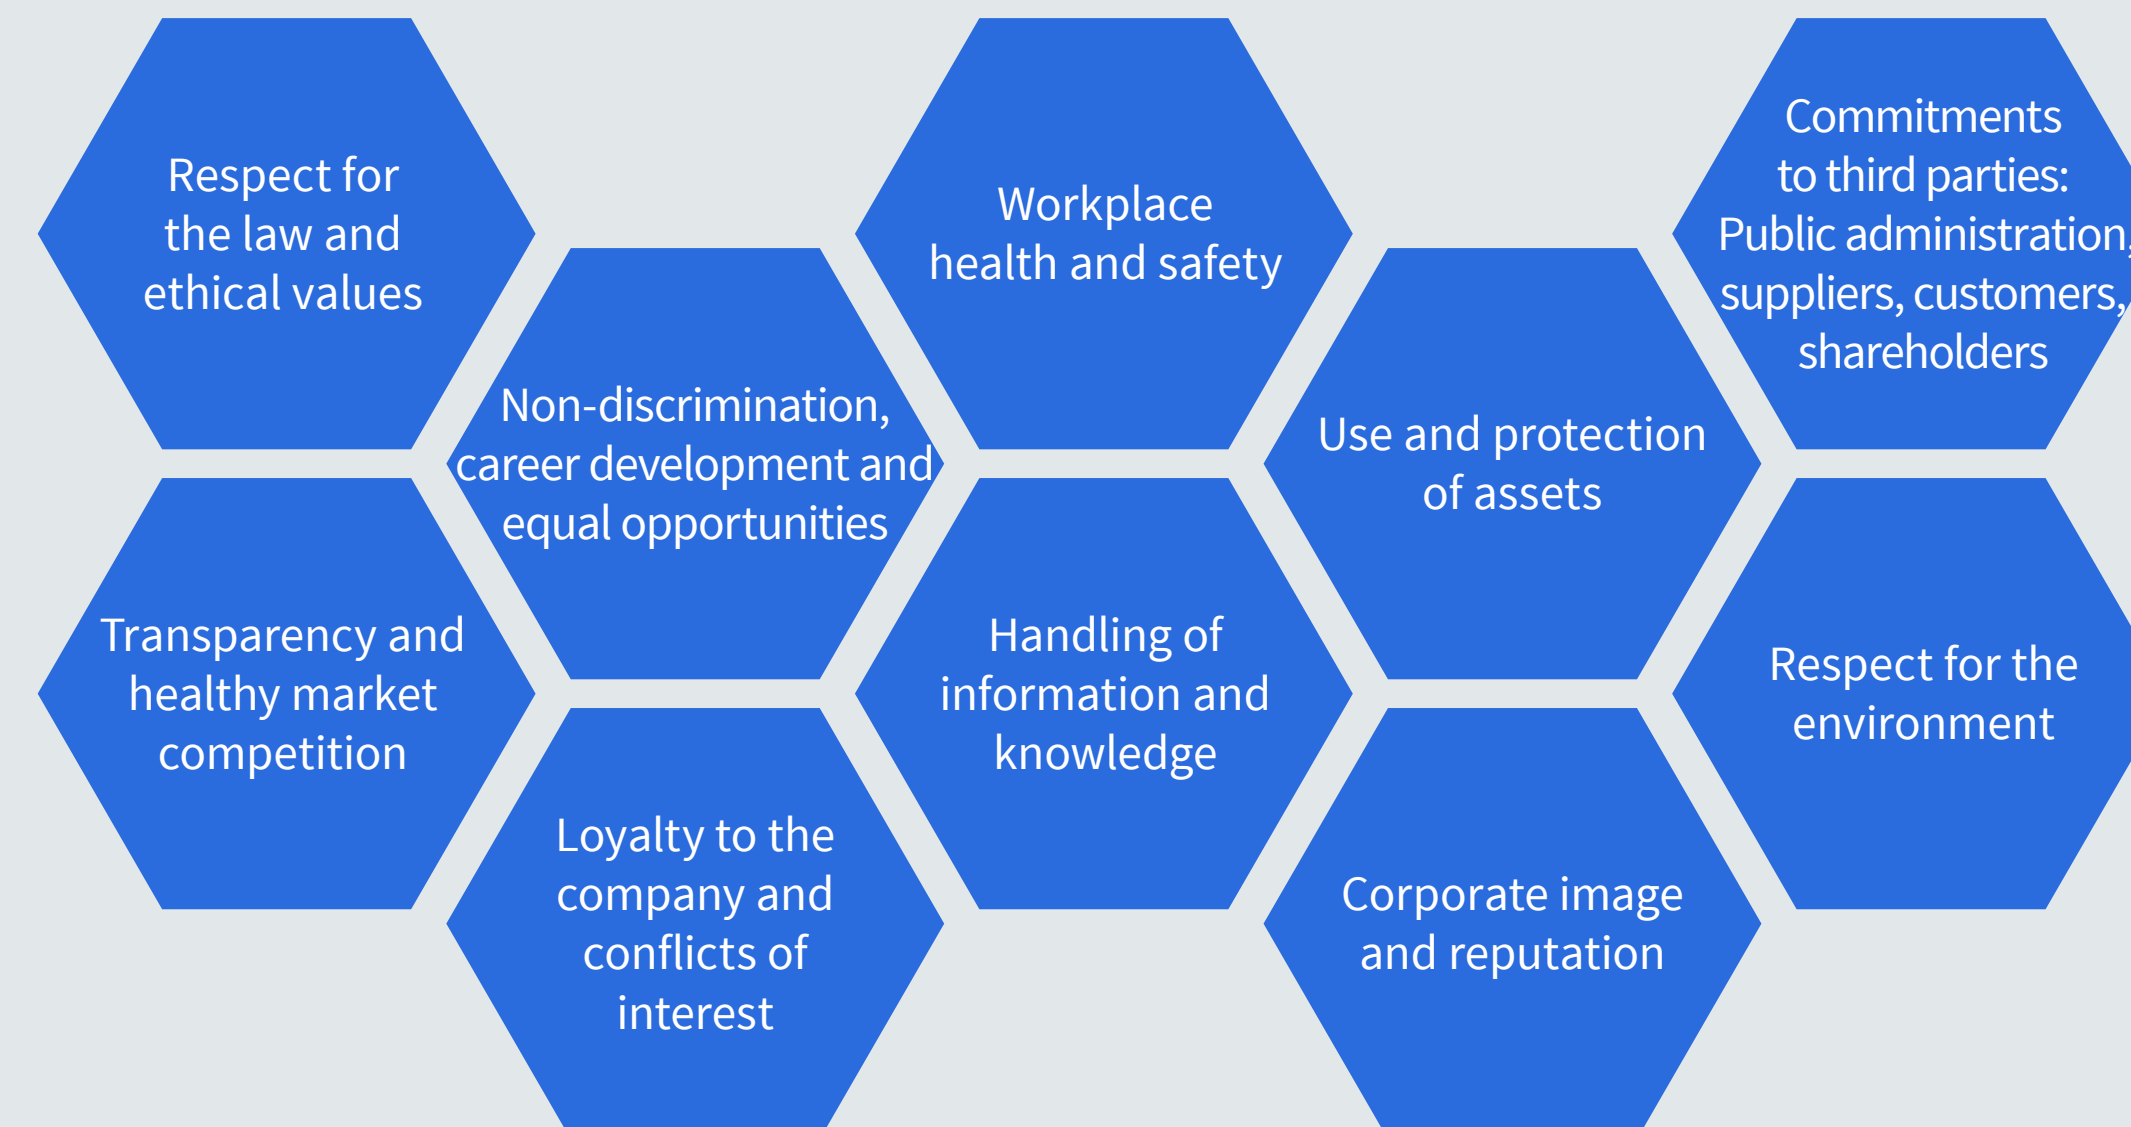 Respect for
the law and
ethical values
Transparency and
healthy market
competition
Non-discrimination,
career development and
equal opportunities
Loyalty to the
company and
conflicts of
interest
Workplace
health and safety
Handling of
information and
knowledge
Use and protection
of assets
Corporate image
and reputation
Commitments
to third parties:
Public administration,
suppliers, customers,
shareholders
Respect for the
environment